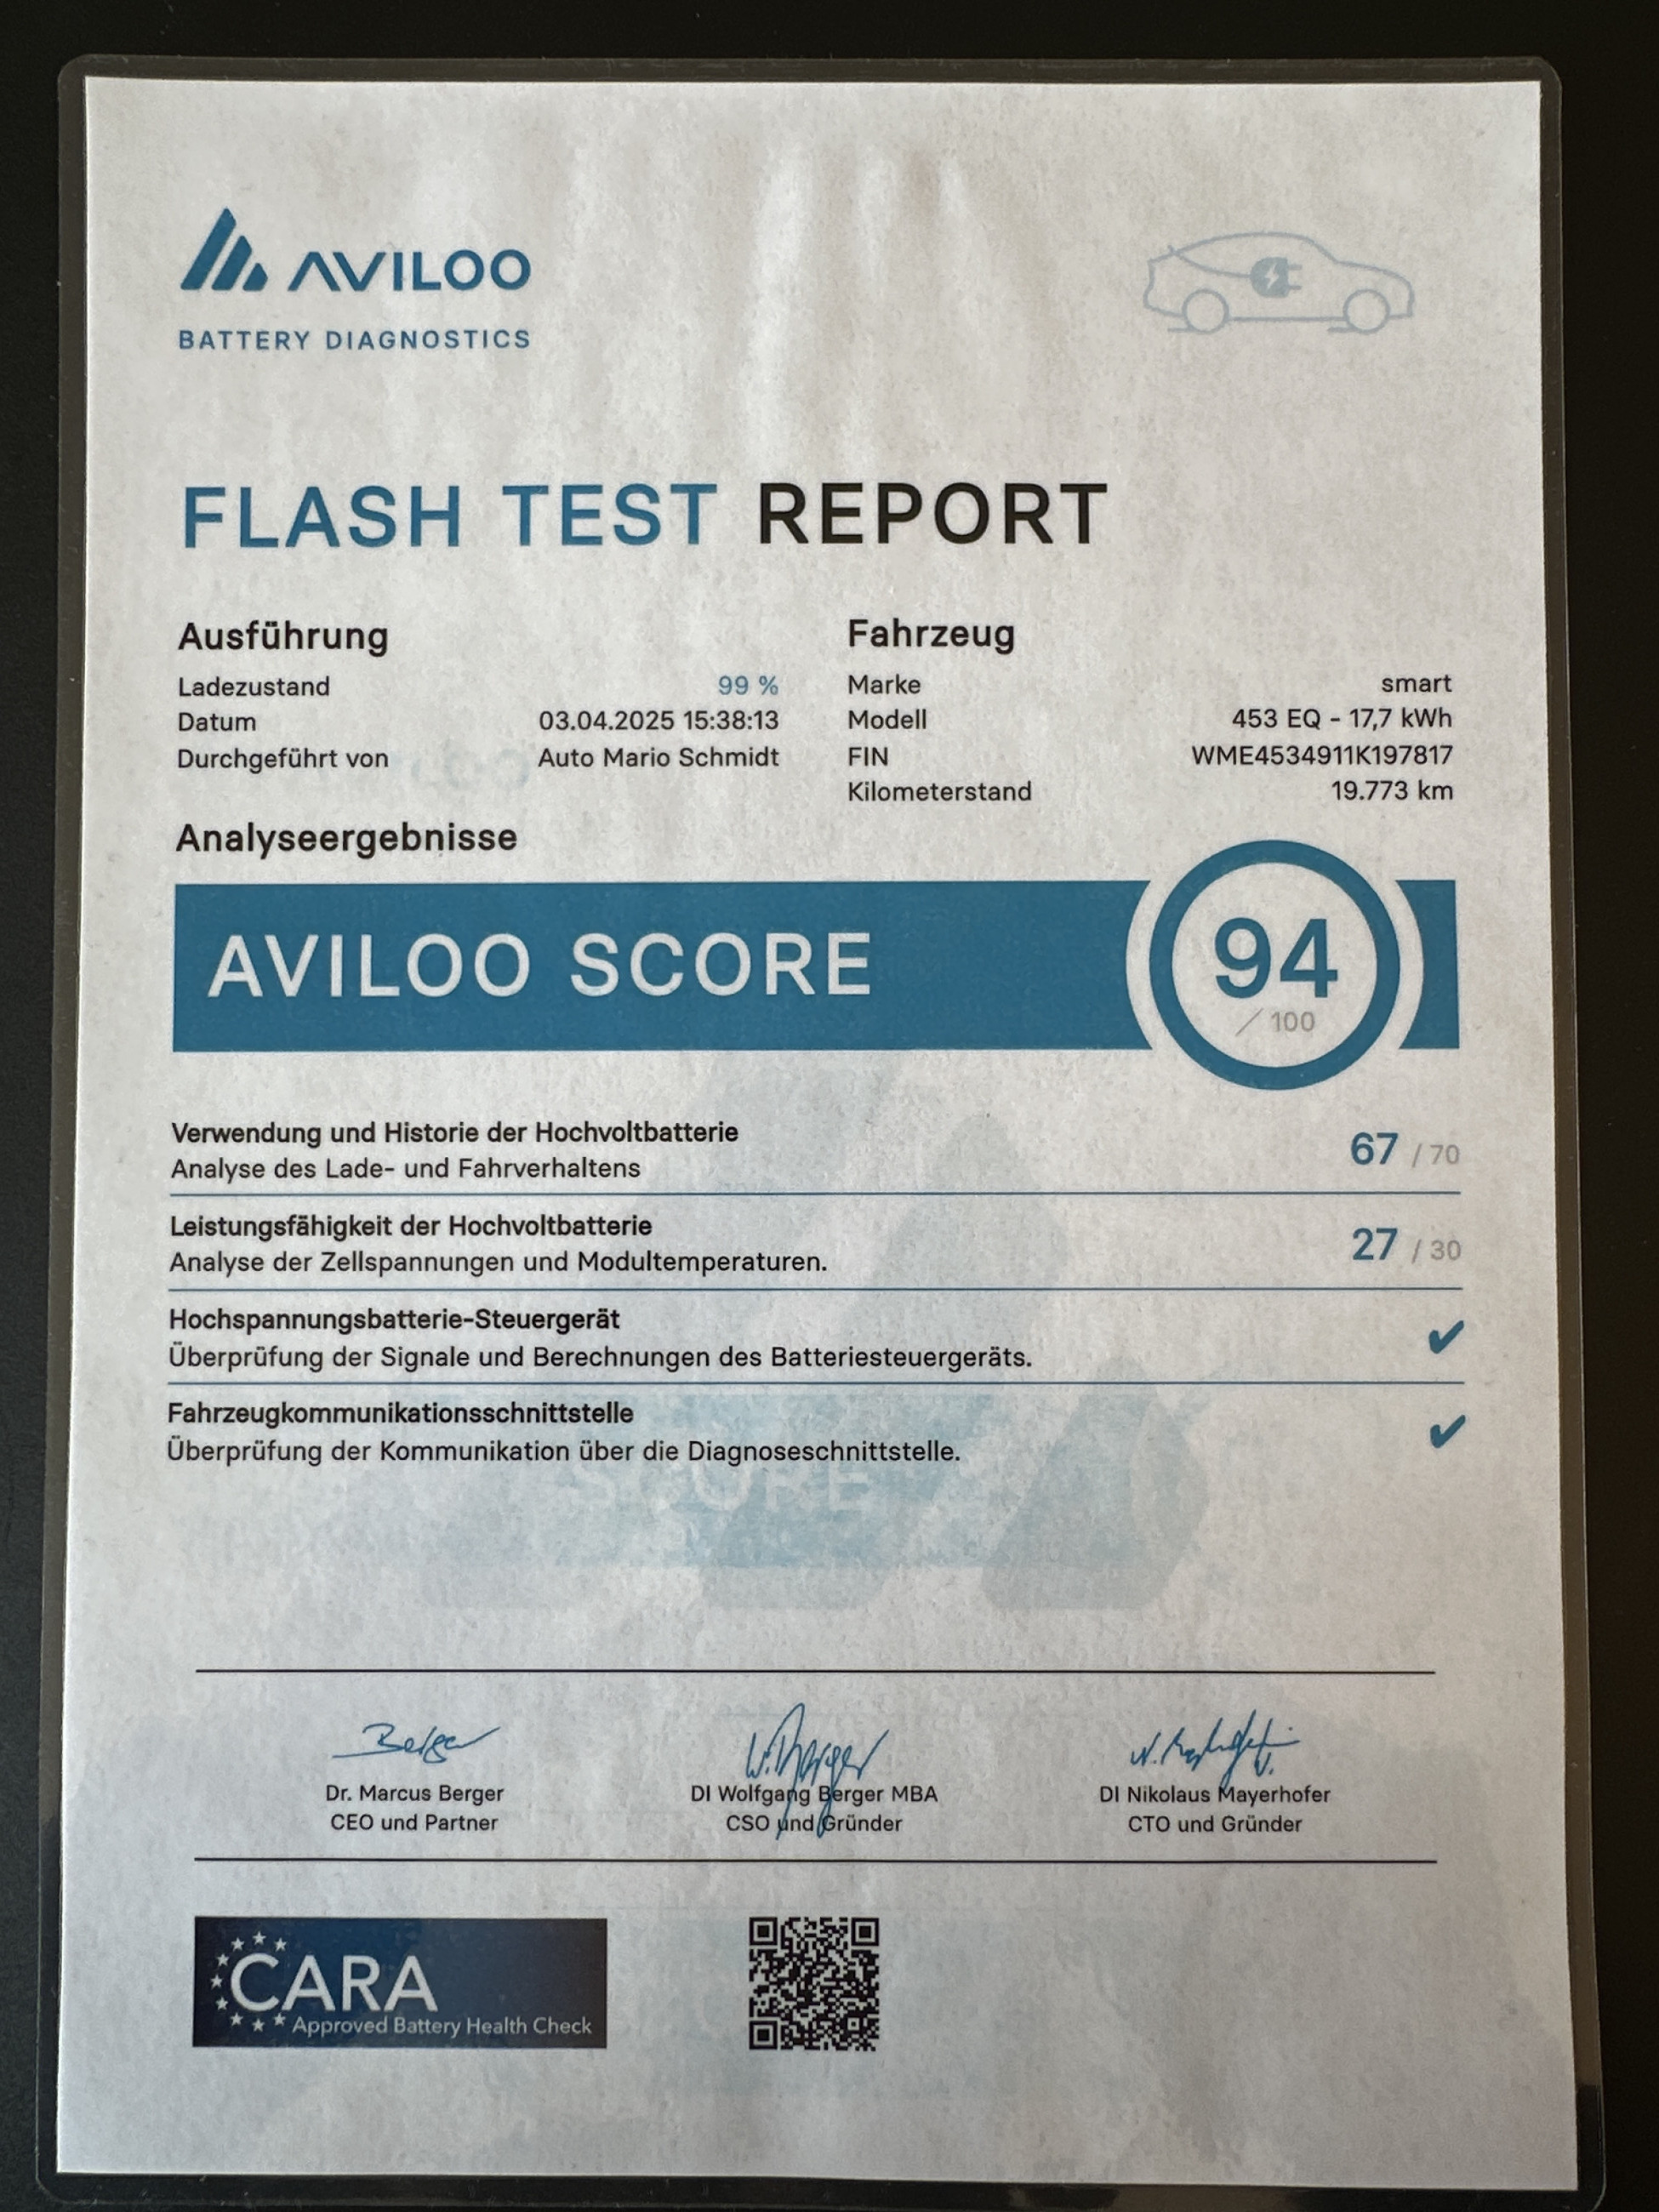 AVILOO
BATTERY DIAGNOSTICS
FLASH TEST REPORT
Ausführung
Ladezustand 99 %
Datum 03.04.2025 15:38:13
Durchgeführt von Auto Mario Schmidt
Fahrzeug
Marke smart
Modell 453 EQ - 17,7 kWh
FIN WME4534911K197817
Kilometerstand 19.773 km
Analyseergebnisse
AVILOO SCORE 94 / 100
Verwendung und Historie der Hochvoltbatterie
Analyse des Lade- und Fahrverhaltens
67 / 70
Leistungsfähigkeit der Hochvoltbatterie
Analyse der Zellspannungen und Modultemperaturen.
27 / 30
Hochspannungsbatterie-Steuergerät
Überprüfung der Signale und Berechnungen des Batteriesteuergeräts.
Fahrzeugkommunikationsschnittstelle
Überprüfung der Kommunikation über die Diagnoseschnittstelle.
SCORE
Berger
W. Berger
Dr. Marcus Berger
CEO und Partner
DI Wolfgang Berger MBA
CSO und Gründer
DI Nikolaus Mayerhofer
CTO und Gründer
CARA
Approved Battery Health Check